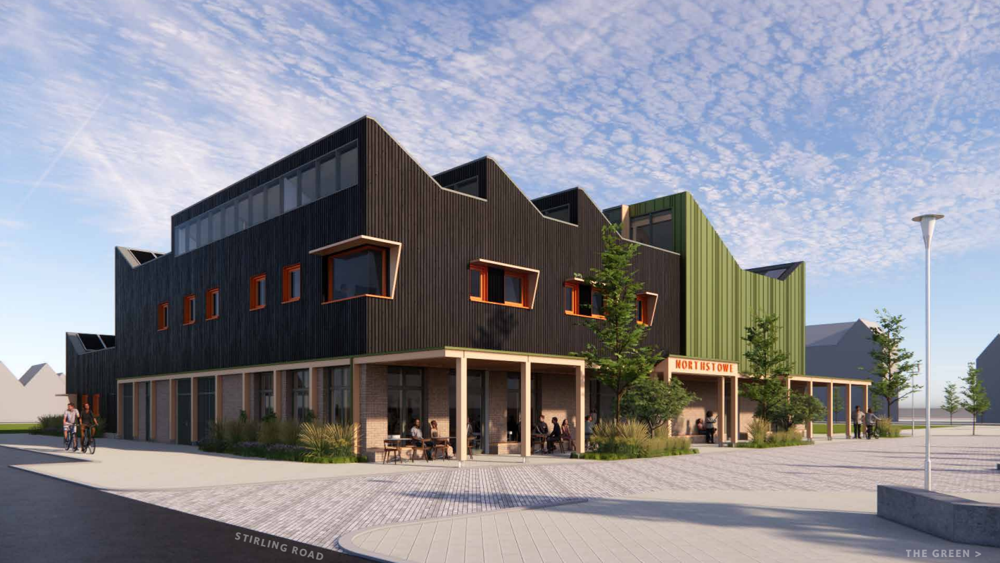 NORTHSTOWE
STIRLING ROAD
THE GREEN >